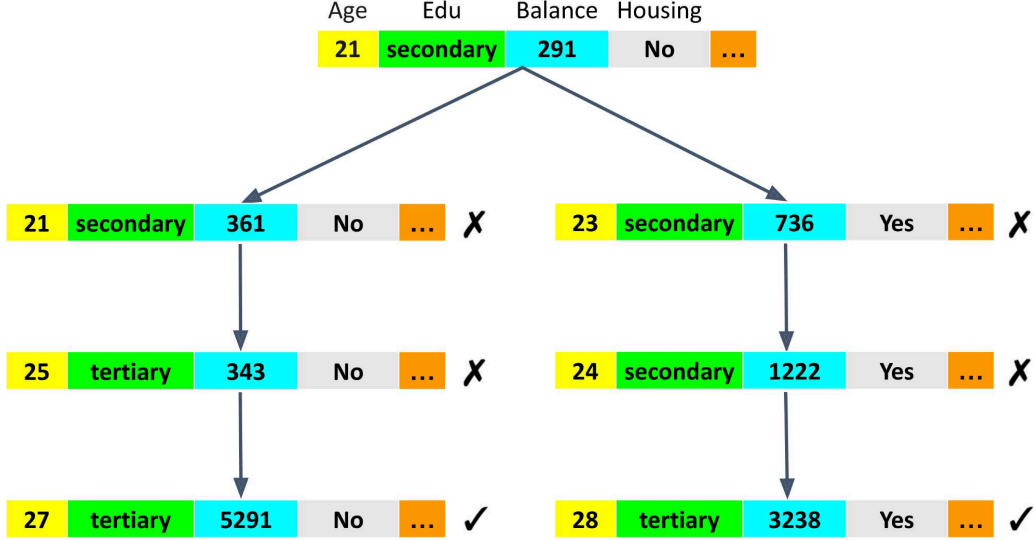 Age Edu Balance Housing
21 secondary 291 No ...
21 secondary 361 No ... ✗
23 secondary 736 Yes ... ✗
25 tertiary 343 No ... ✗
24 secondary 1222 Yes ... ✗
27 tertiary 5291 No ... ✓
28 tertiary 3238 Yes ... ✓